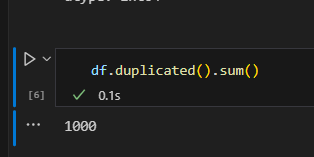 df.duplicated().sum()
[6]
0.1s
1000